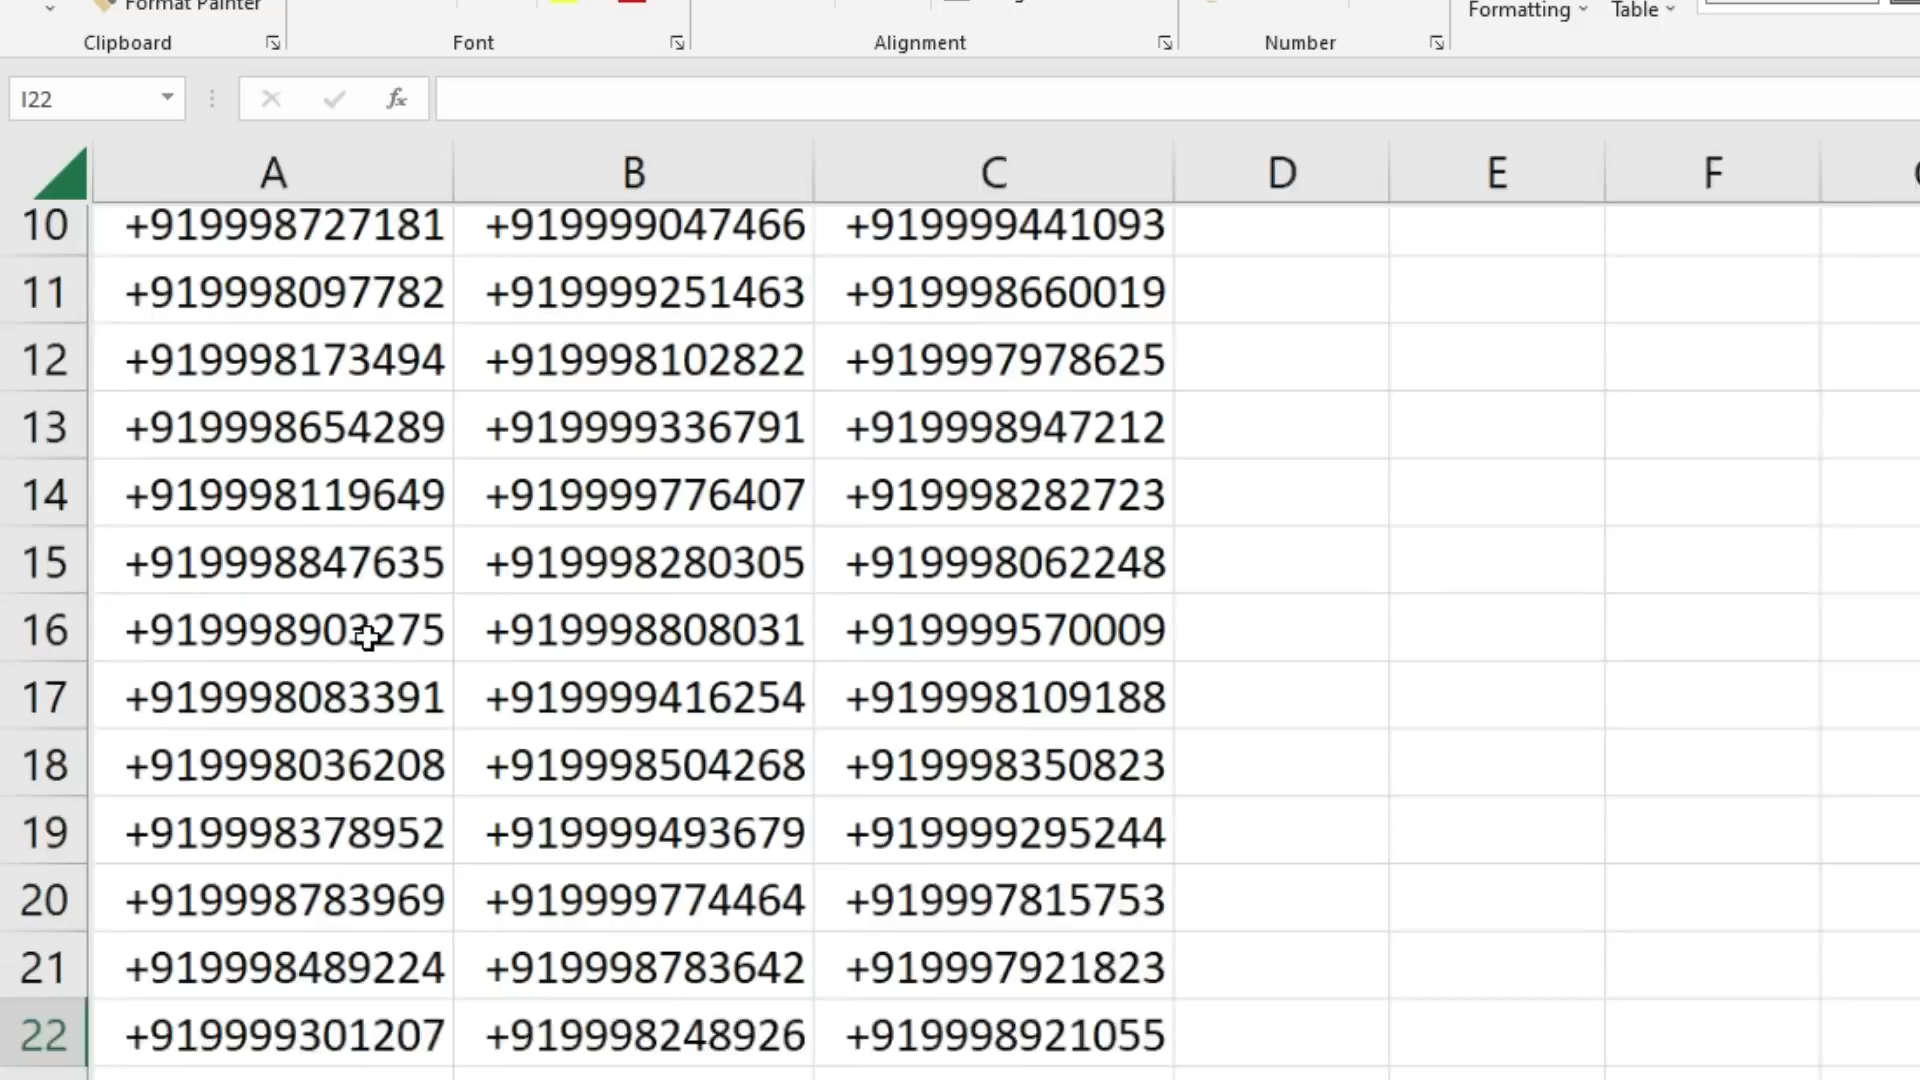 Format Painter
Formatting Table
Clipboard Font Alignment Number
I22 fx
A B C D E F
10 +919998727181 +919999047466 +919999441093
11 +919998097782 +919999251463 +919998660019
12 +919998173494 +919998102822 +919997978625
13 +919998654289 +919999336791 +919998947212
14 +919998119649 +919999776407 +919998282723
15 +919998847635 +919998280305 +919998062248
16 +919998808031 +919999570009
17 +919998083391 +919999416254 +919998109188
18 +919998036208 +919998504268 +919998350823
19 +919998378952 +919999493679 +919999295244
20 +919998783969 +919999774464 +919997815753
21 +919998489224 +919998783642 +919997921823
22 +919999301207 +919998248926 +919998921055